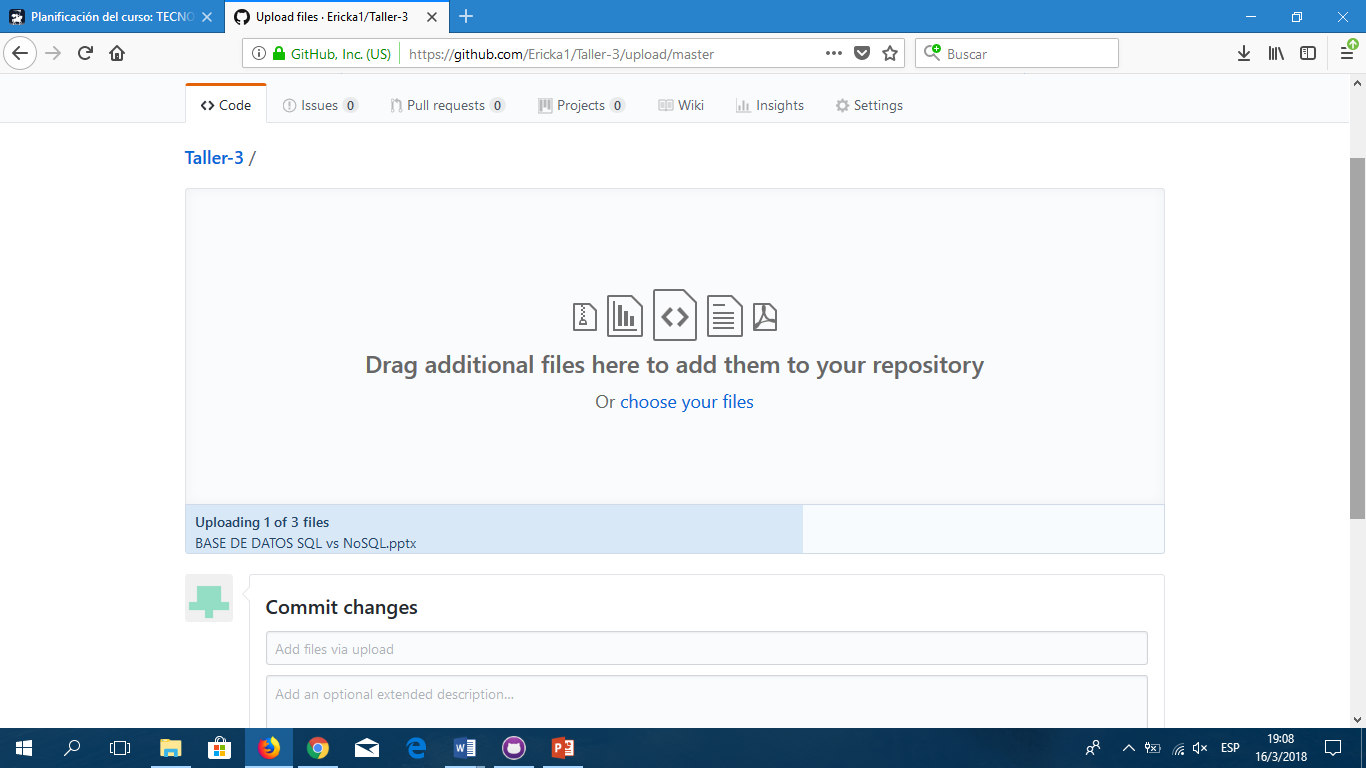 Planificación del curso: TECNO
Upload files · Ericka1/Taller-3
GitHub, Inc. (US)
https://github.com/Ericka1/Taller-3/upload/master
Buscar
Code
Issues 0
Pull requests 0
Projects 0
Wiki
Insights
Settings
Taller-3 /
Drag additional files here to add them to your repository
Or choose your files
Uploading 1 of 3 files
BASE DE DATOS SQL vs NoSQL.pptx
Commit changes
Add files via upload
Add an optional extended description...
ESP
19:08
16/3/2018